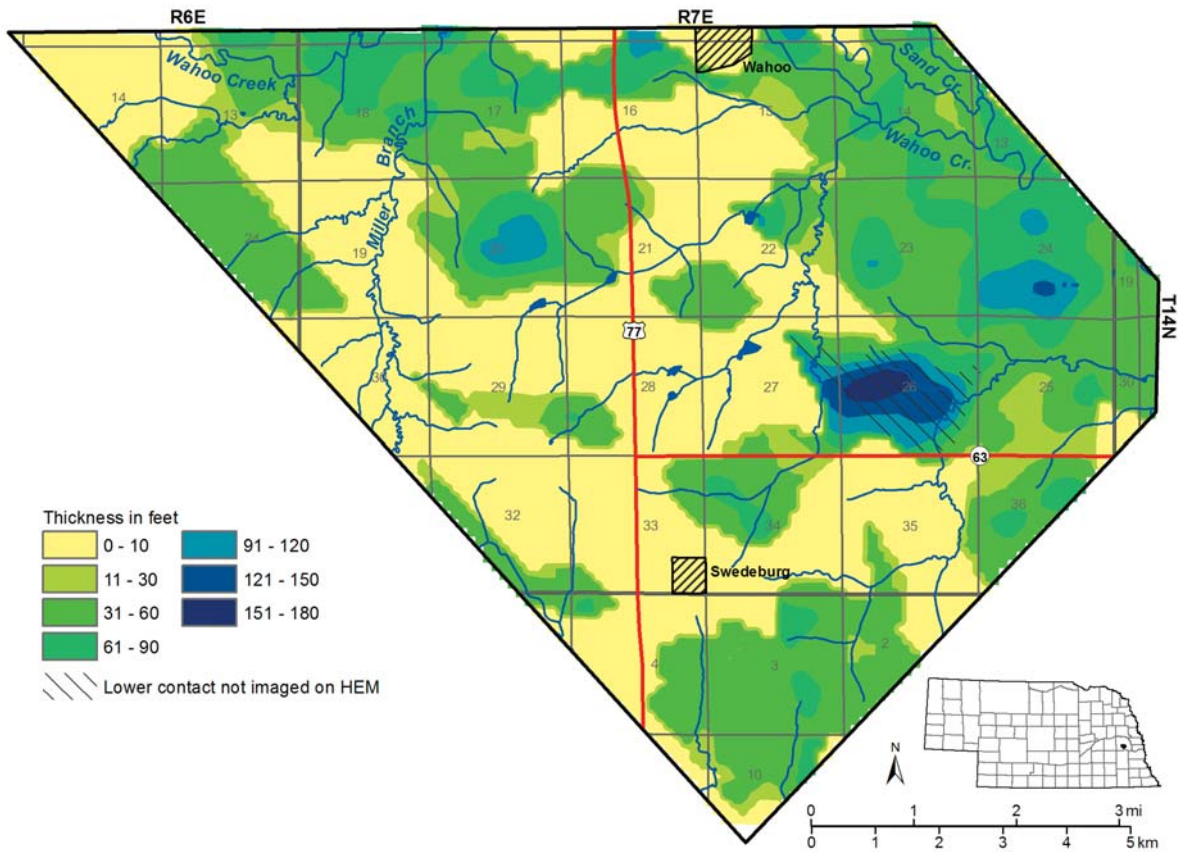 R6E
R7E
Wahoo
Sand Cr.
Wahoo Creek
14
13
18
17
16
15
14
13
Branch
Wahoo Cr.
Miller
24
19
20
21
22
23
24
19
T14N
77
30
29
28
27
26
25
30
63
32
33
34
35
36
Swedeburg
4
3
2
10
Thickness in feet
0 - 10
91 - 120
11 - 30
121 - 150
31 - 60
151 - 180
61 - 90
Lower contact not imaged on HEM
N
0 1 2 3 mi
0 1 2 3 4 5 km